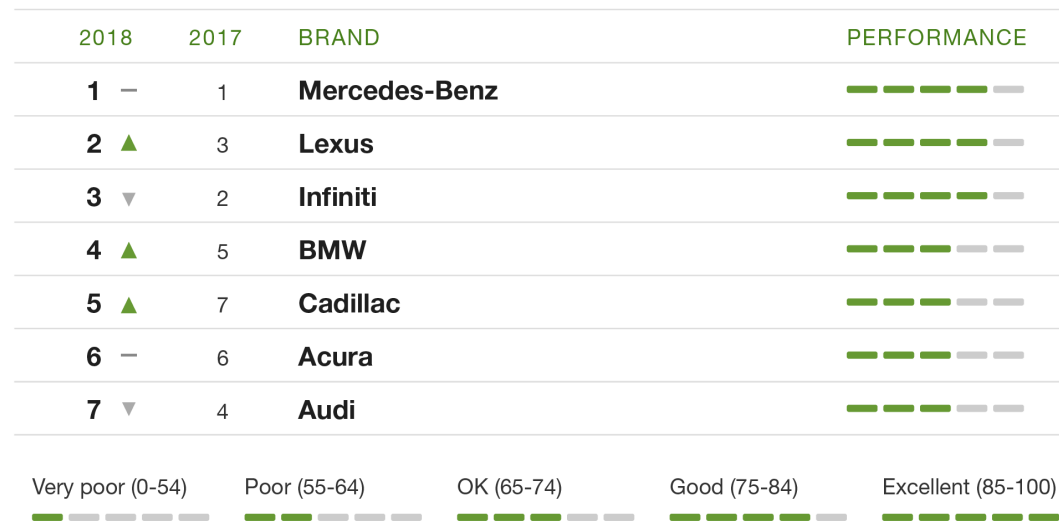 2018 2017 BRAND PERFORMANCE
1 1 Mercedes-Benz
2 3 Lexus
3 2 Infiniti
4 5 BMW
5 7 Cadillac
6 6 Acura
7 4 Audi
Very poor (0-54) Poor (55-64) OK (65-74) Good (75-84) Excellent (85-100)